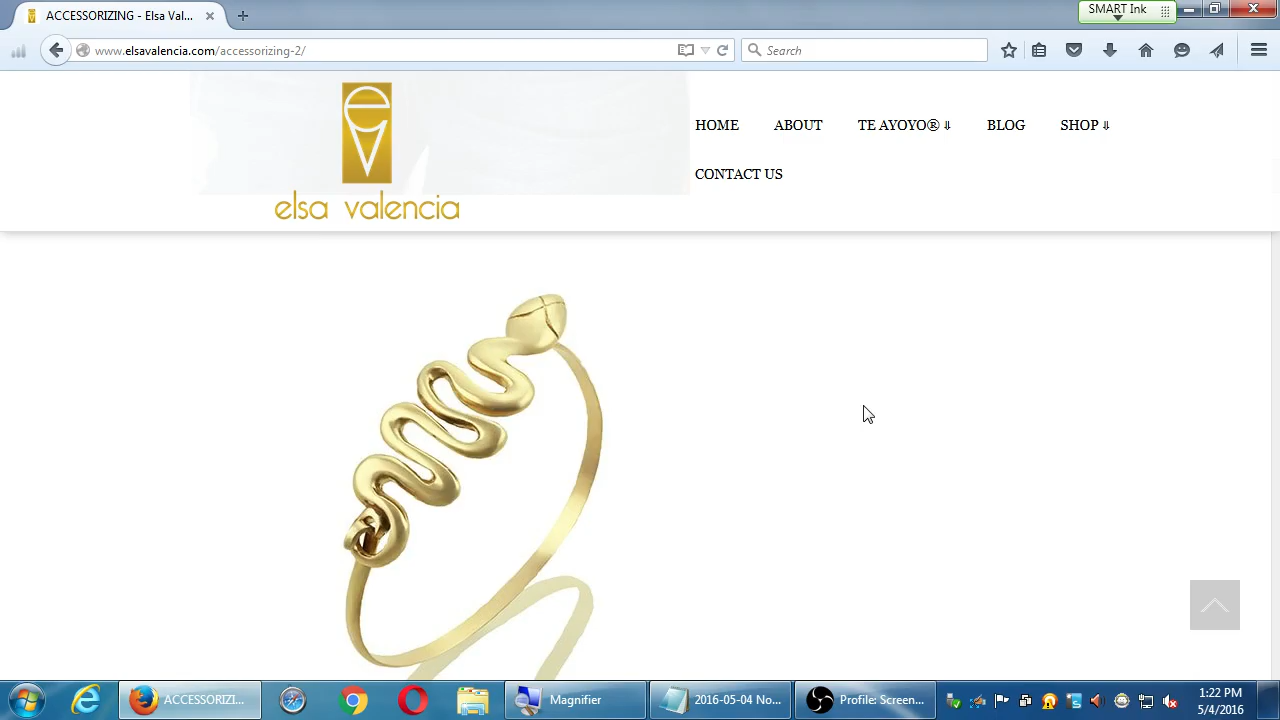 ACCESSORIZING - Elsa Val...
SMART Ink
www.elsavalencia.com/accessorizing-2/
Search
HOME ABOUT TE AYOYO® ⇓ BLOG SHOP ⇓
CONTACT US
elsa valencia
ACCESSORIZI...
Magnifier
2016-05-04 No...
Profile: Screen...
1:22 PM
5/4/2016